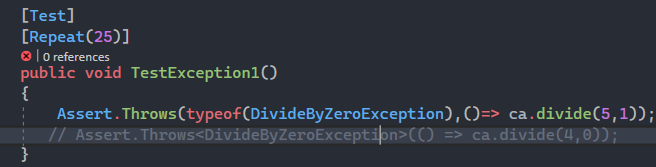 [Test]
[Repeat(25)]
| 0 references
public void TestException1()
{
Assert.Throws(typeof(DivideByZeroException),()=> ca.divide(5,1));
// Assert.Throws<DivideByZeroException>(() => ca.divide(4,0));
}